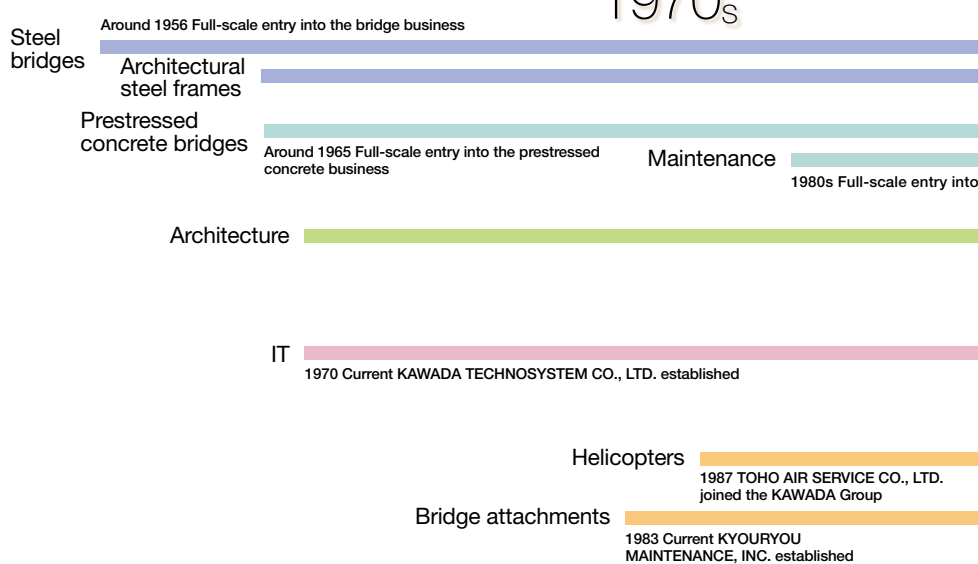 1970s
Around 1956 Full-scale entry into the bridge business
Steel
bridges
Architectural
steel frames
Prestressed
concrete bridges
Around 1965 Full-scale entry into the prestressed
concrete business
Maintenance
1980s Full-scale entry into
Architecture
IT
1970 Current KAWADA TECHNOSYSTEM CO., LTD. established
Helicopters
1987 TOHO AIR SERVICE CO., LTD.
joined the KAWADA Group
Bridge attachments
1983 Current KYOURYOU
MAINTENANCE, INC. established